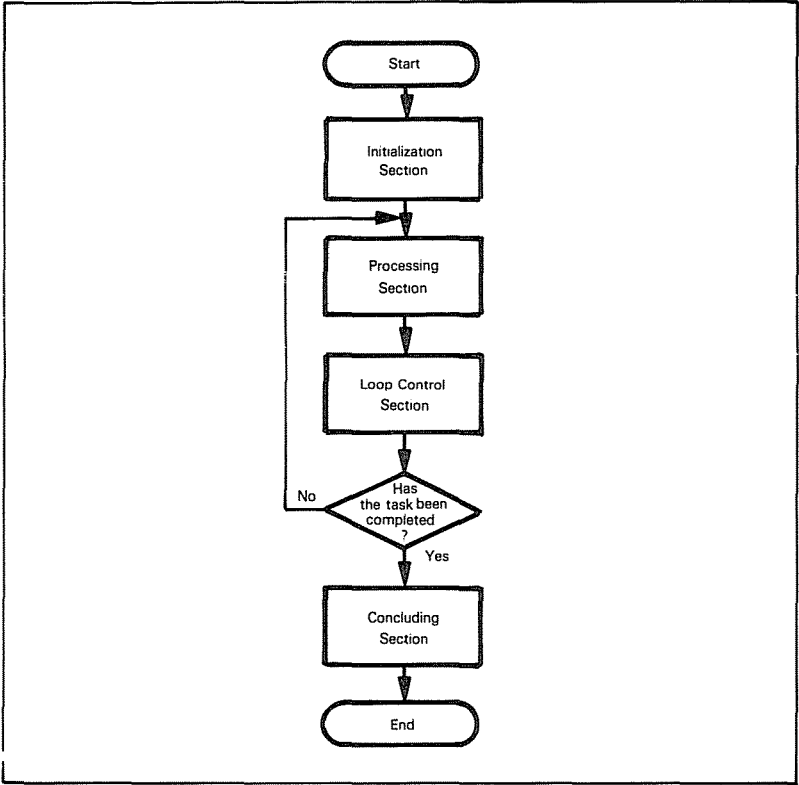 Start
Initialization
Section
Processing
Section
Loop Control
Section
Has
the task been
completed
?
No
Yes
Concluding
Section
End